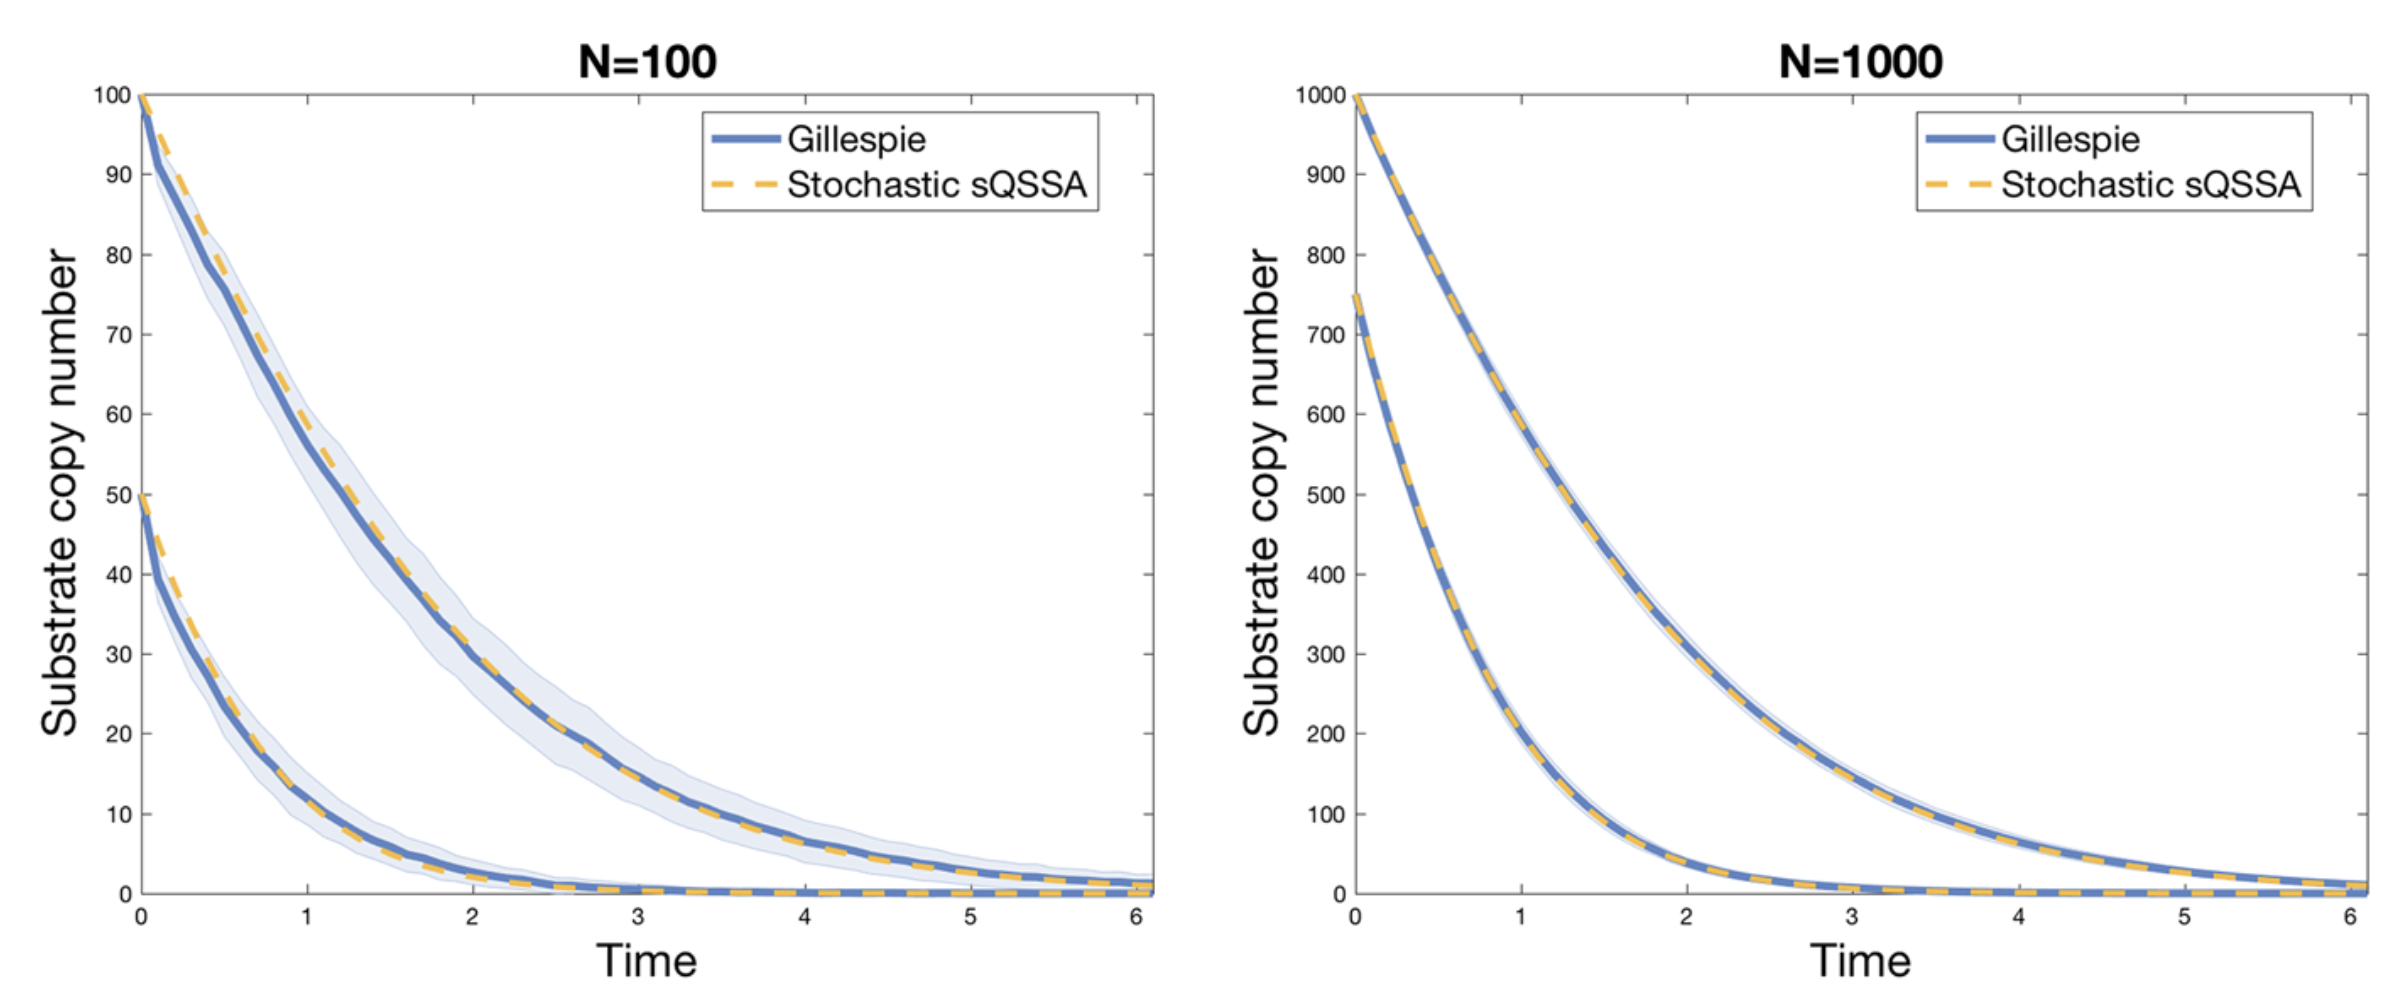 N=100
100
90
80
70
60
50
40
30
20
10
0
Substrate copy number
Gillespie
Stochastic sQSSA
0 1 2 3 4 5 6
Time
N=1000
1000
900
800
700
600
500
400
300
200
100
0
Substrate copy number
Gillespie
Stochastic sQSSA
0 1 2 3 4 5 6
Time